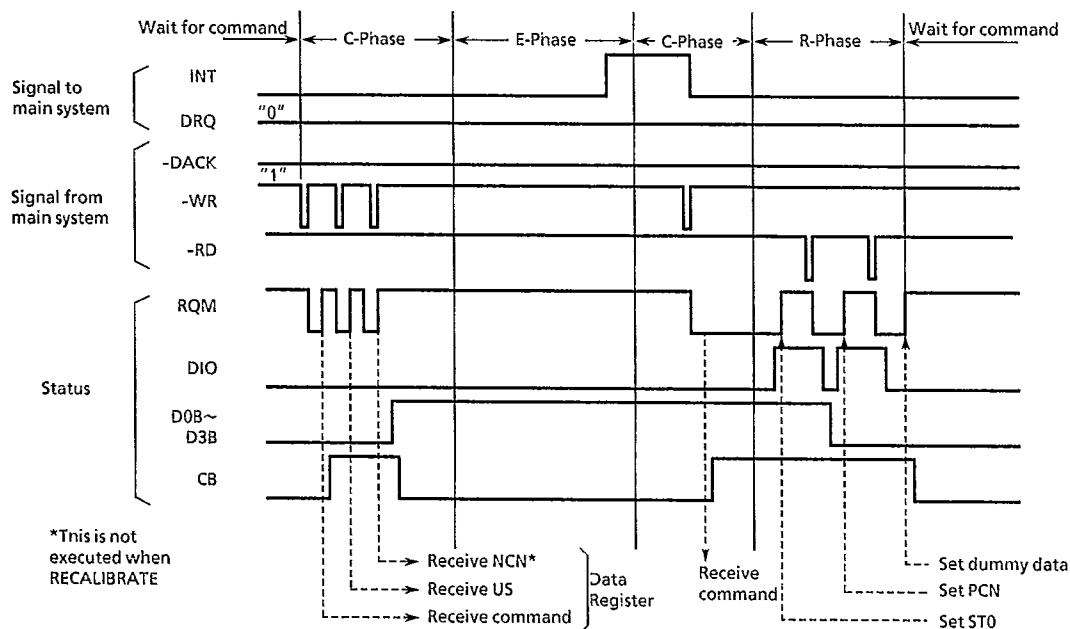 Wait for command
C-Phase
E-Phase
C-Phase
R-Phase
Wait for command
Signal to
main system
INT
"0"
DRQ
Signal from
main system
-DACK
"1"
-WR
-RD
Status
RQM
DIO
D0B~
D3B
CB
*This is not
executed when
RECALIBRATE
Receive NCN*
Receive US
Receive command
Data
Register
Receive
command
Set dummy data
Set PCN
Set ST0